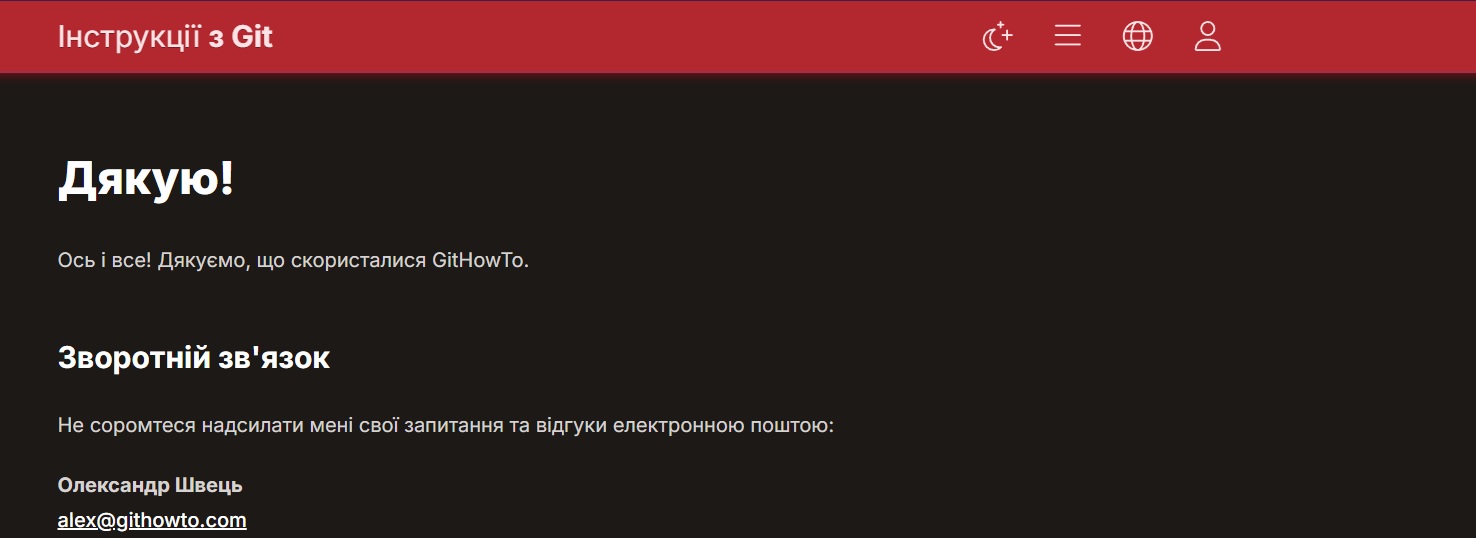 Інструкції з Git
Дякую!
Ось і все! Дякуємо, що скористалися GitHowTo.
Зворотній зв'язок
Не соромтеся надсилати мені свої запитання та відгуки електронною поштою:
Олександр Швець
alex@githowto.com